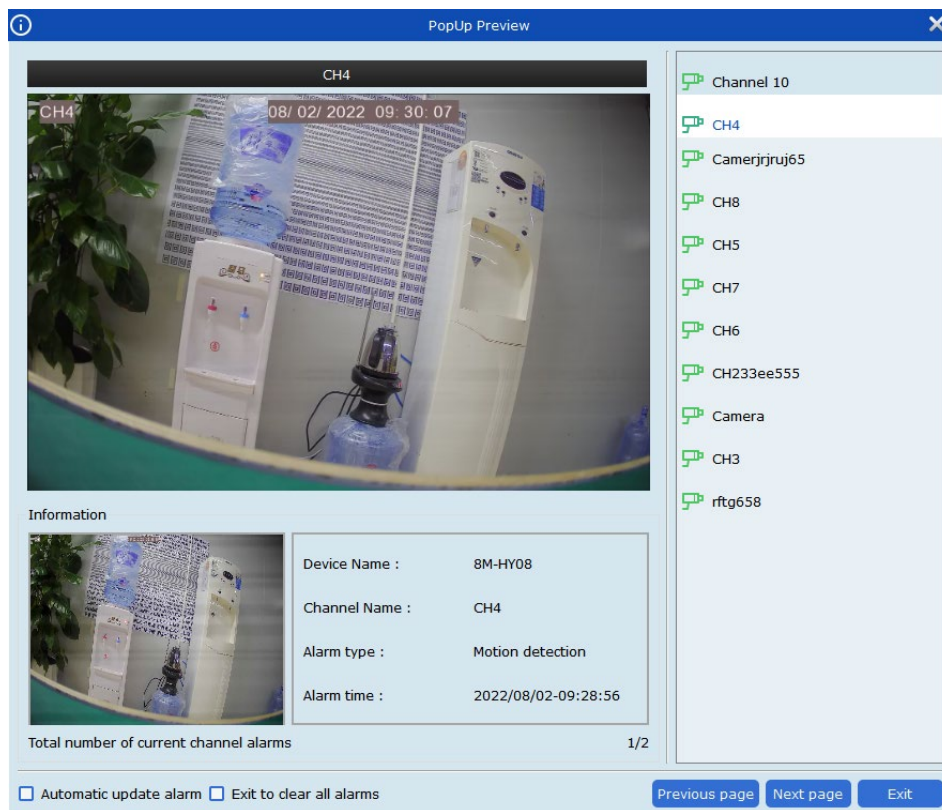 PopUp Preview
CH4
CH4 08/ 02/ 2022 09: 30: 07
Channel 10
CH4
Camerjrjruj65
CH8
CH5
CH7
CH6
CH233ee555
Camera
CH3
rftg658
Information
Device Name : 8M-HY08
Channel Name : CH4
Alarm type : Motion detection
Alarm time : 2022/08/02-09:28:56
Total number of current channel alarms 1/2
Automatic update alarm Exit to clear all alarms Previous page Next page Exit